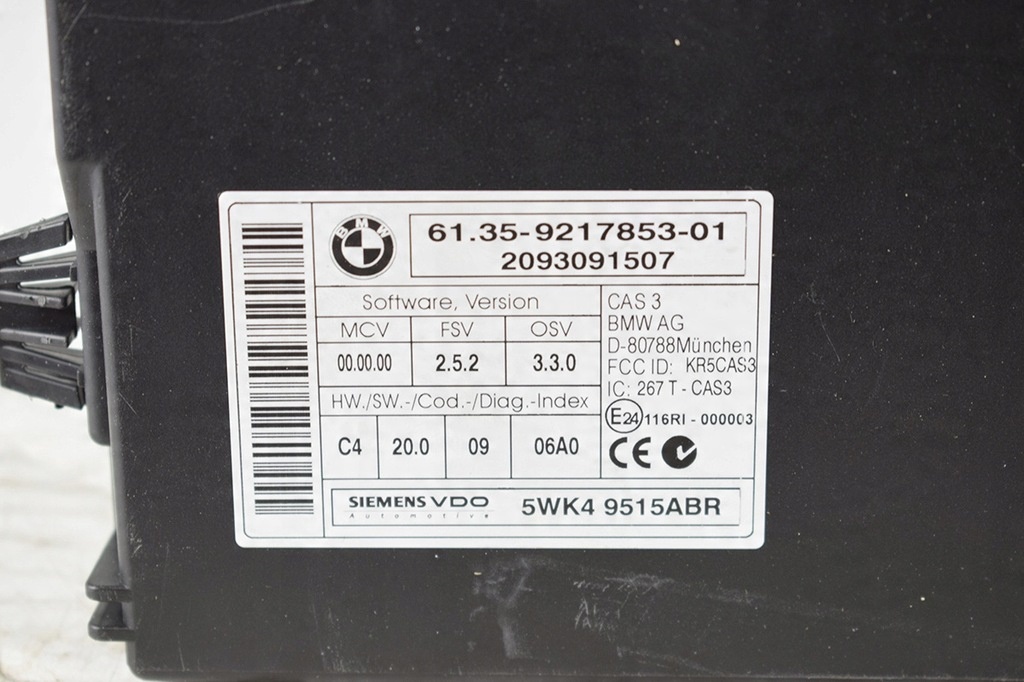 BMW
61.35-9217853-01
2093091507
Software, Version
MCV FSV OSV
00.00.00 2.5.2 3.3.0
HW./SW.-/Cod.-/Diag.-Index
C4 20.0 09 06A0
CAS 3
BMW AG
D-80788München
FCC ID: KR5CAS3
IC: 267 T - CAS3
E24 116RI - 000003
CE
SIEMENS VDO
Automotive
5WK4 9515ABR